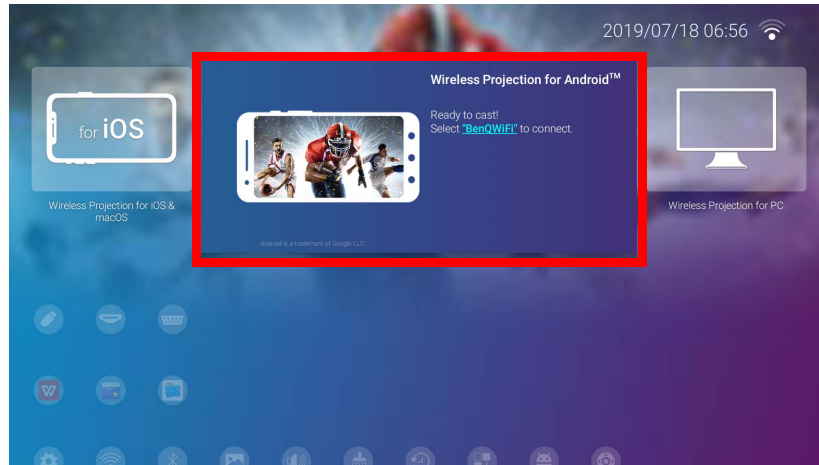 2019/07/18 06:56
for iOS
Wireless Projection for iOS &
macOS
Wireless Projection for Android™
Ready to cast!
Select "BenQWiFi" to connect.
Android is a trademark of Google LLC
Wireless Projection for PC